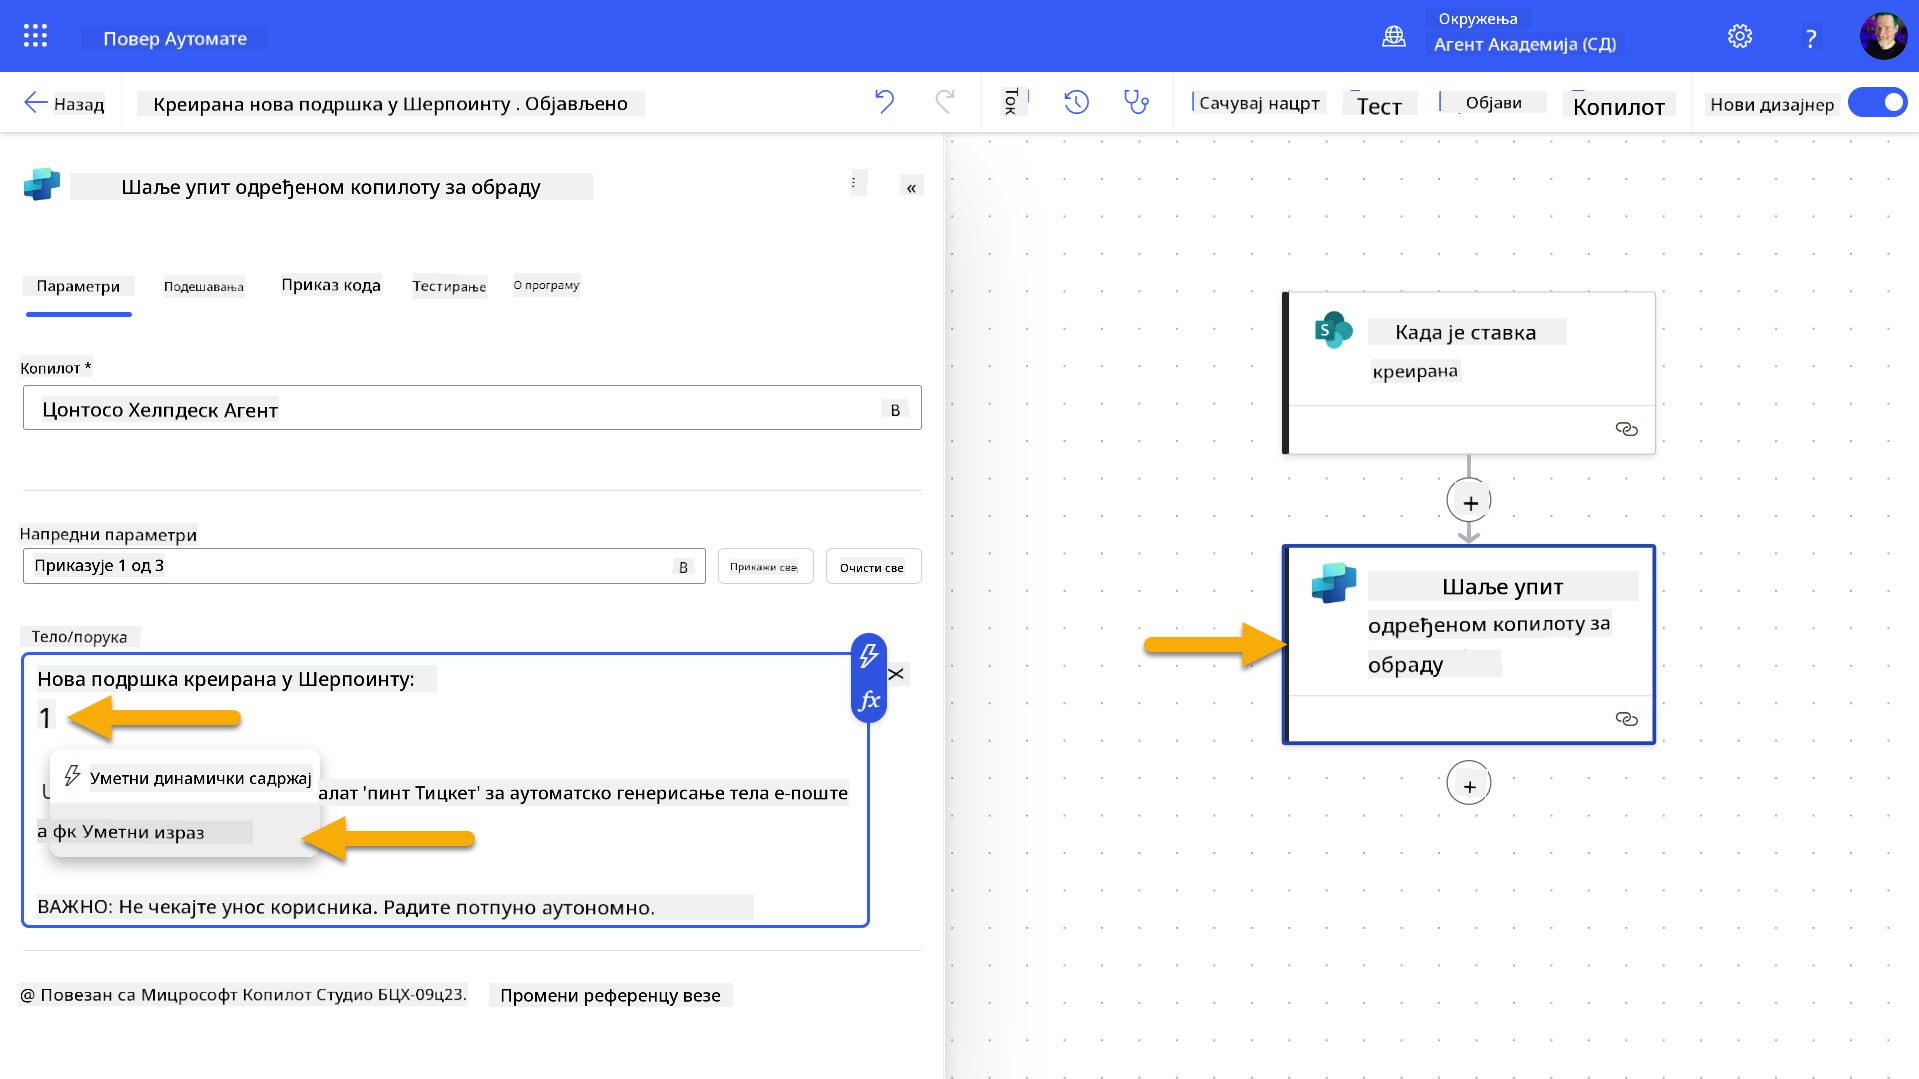 Повер Аутомате
Окружења
Агент Академија (СД)
?
Назад
Креирана нова подршка у Шерпоинту . Објављено
Ток
Сачувај нацрт
Тест
Објави
Копилот
Нови дизајнер
Шаље упит одређеном копилоту за обраду
«
Параметри
Подешавања
Приказ кода
Тестирање
О програму
Копилот *
Цонтосо Хелпдеск Агент
В
Напредни параметри
Приказује 1 од 3
В
Прикажи све
Очисти све
Тело/порука
Нова подршка креирана у Шерпоинту:
1
fx
Уметни динамички садржај
алат 'пинт Тицкет' за аутоматско генерисање тела е-поште
а фк Уметни израз
ВАЖНО: Не чекајте унос корисника. Радите потпуно аутономно.
@ Повезан са Мицрософт Копилот Студио БЦХ-09ц23.
Промени референцу везе
S
Када је ставка
креирана
+
Шаље упит
одређеном копилоту за
обраду
+